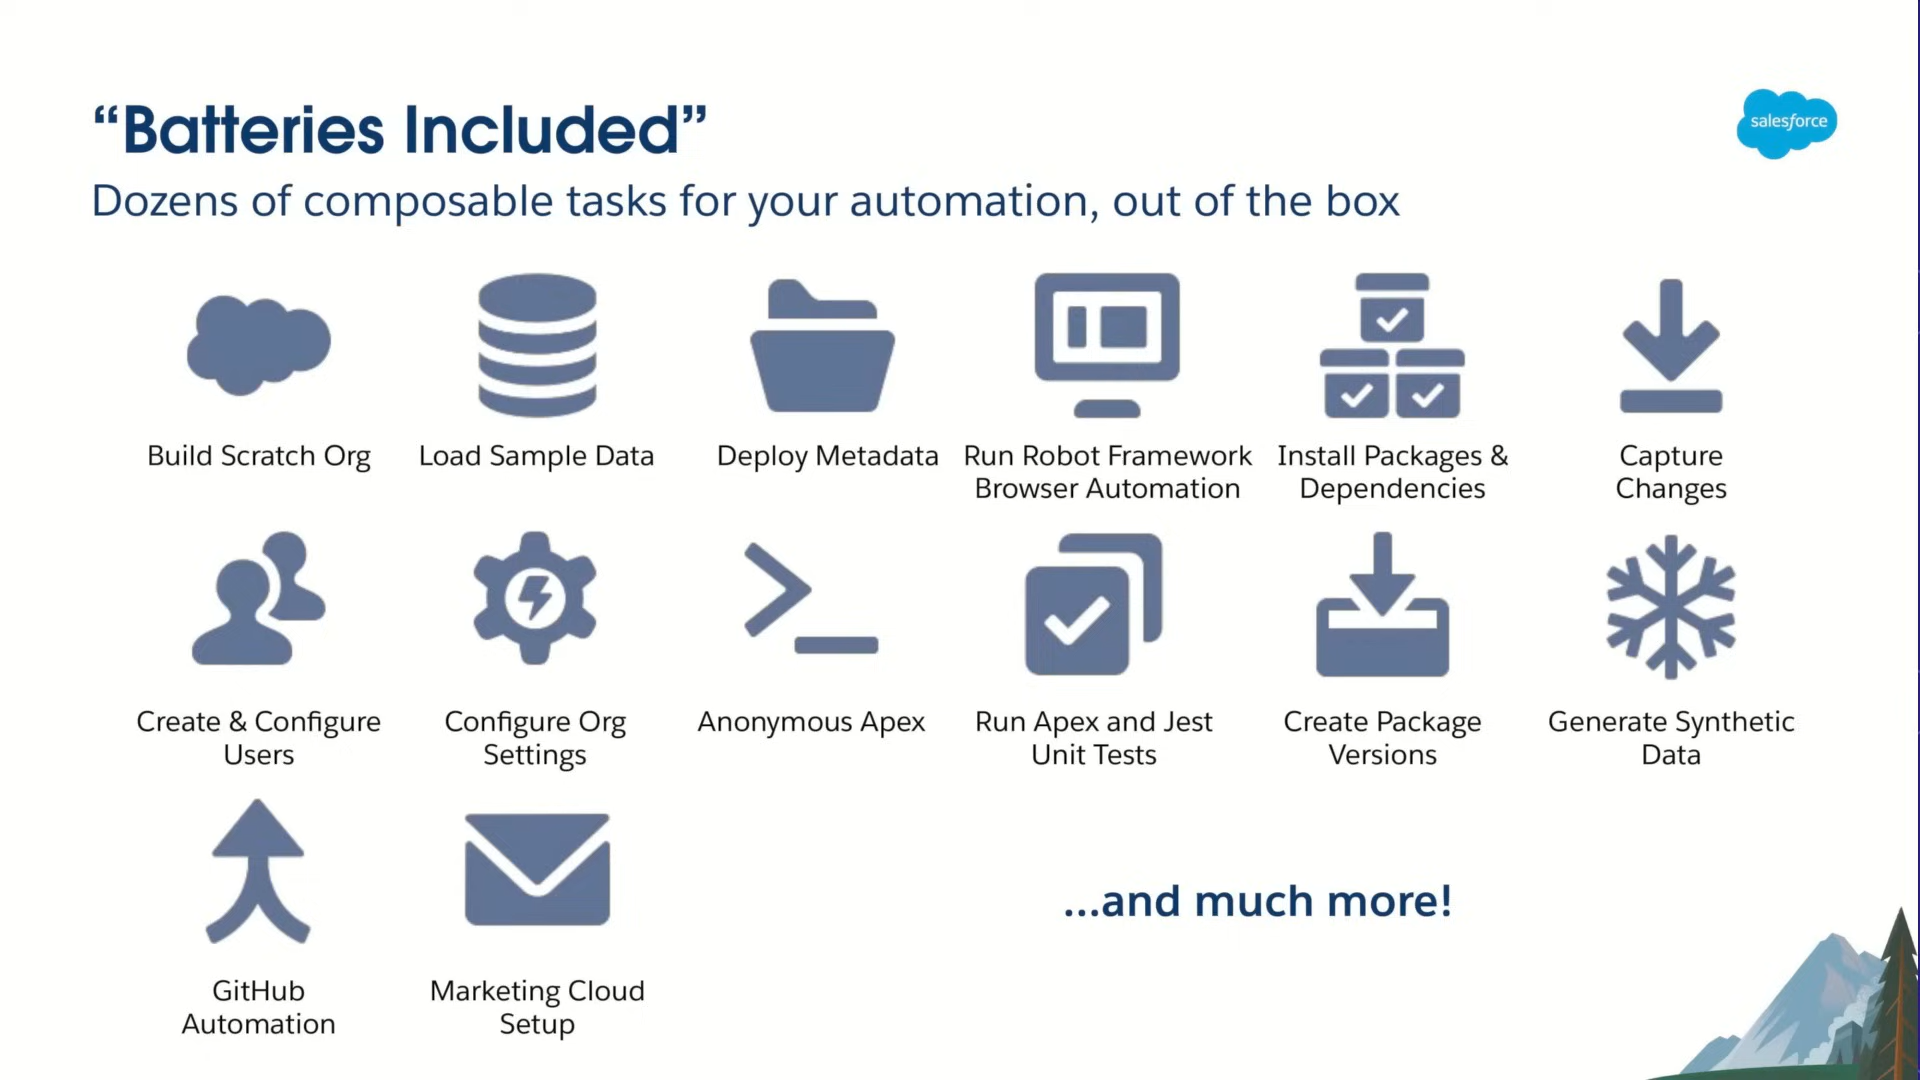 “Batteries Included”
salesforce
Dozens of composable tasks for your automation, out of the box
Build Scratch Org
Load Sample Data
Deploy Metadata
Run Robot Framework
Browser Automation
Install Packages &
Dependencies
Capture
Changes
Create & Configure
Users
Configure Org
Settings
Anonymous Apex
Run Apex and Jest
Unit Tests
Create Package
Versions
Generate Synthetic
Data
GitHub
Automation
Marketing Cloud
Setup
...and much more!